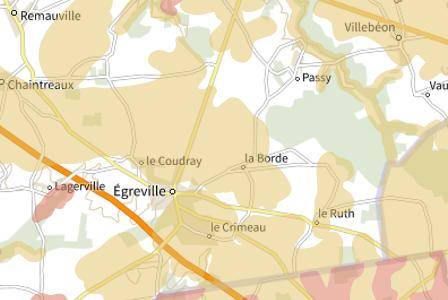 Remauville
Villebéon
Passy
Chaintreaux
Vau
le Coudray
la Borde
Lagerville
Égreville
le Ruth
le Crimeau